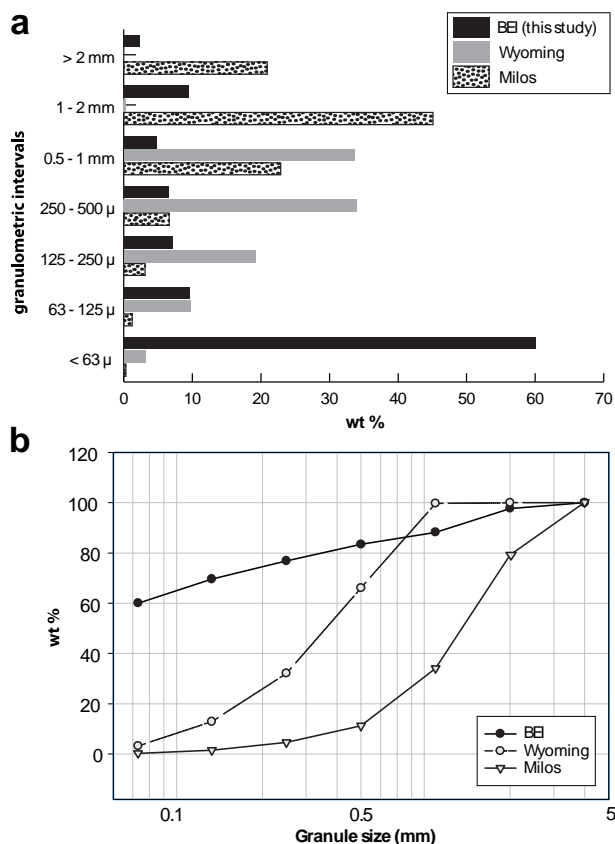 a
BEI (this study)
Wyoming
Milos
granulometric intervals
> 2 mm
1 - 2 mm
0.5 - 1 mm
250 - 500 µ
125 - 250 µ
63 - 125 µ
< 63 µ
0 10 20 30 40 50 60 70
wt %
b
wt %
120
100
80
60
40
20
0
BEI
Wyoming
Milos
0.1 0.5 5
Granule size (mm)